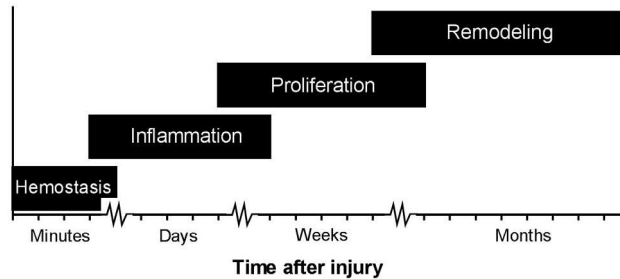 Remodeling
Proliferation
Inflammation
Hemostasis
Minutes Days Weeks Months
Time after injury